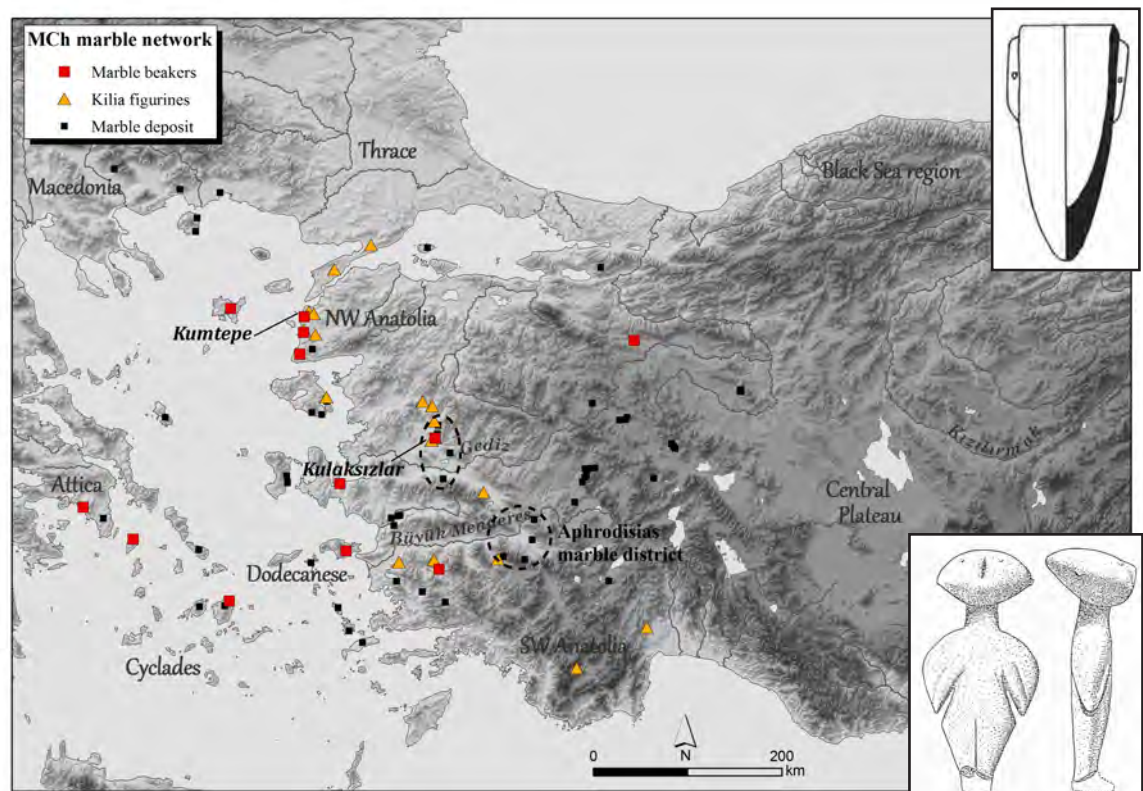 MCh marble network
Marble beakers
Kilia figurines
Marble deposit
Thrace
Macedonia
Black Sea region
Kumtepe
NW Anatolia
Gediz
Kulaksızlar
Kızılırmak
Attica
Central
Plateau
Büyük Menderes
Aphrodisias
marble district
Dodecanese
SW Anatolia
Cyclades
N
0 200
km